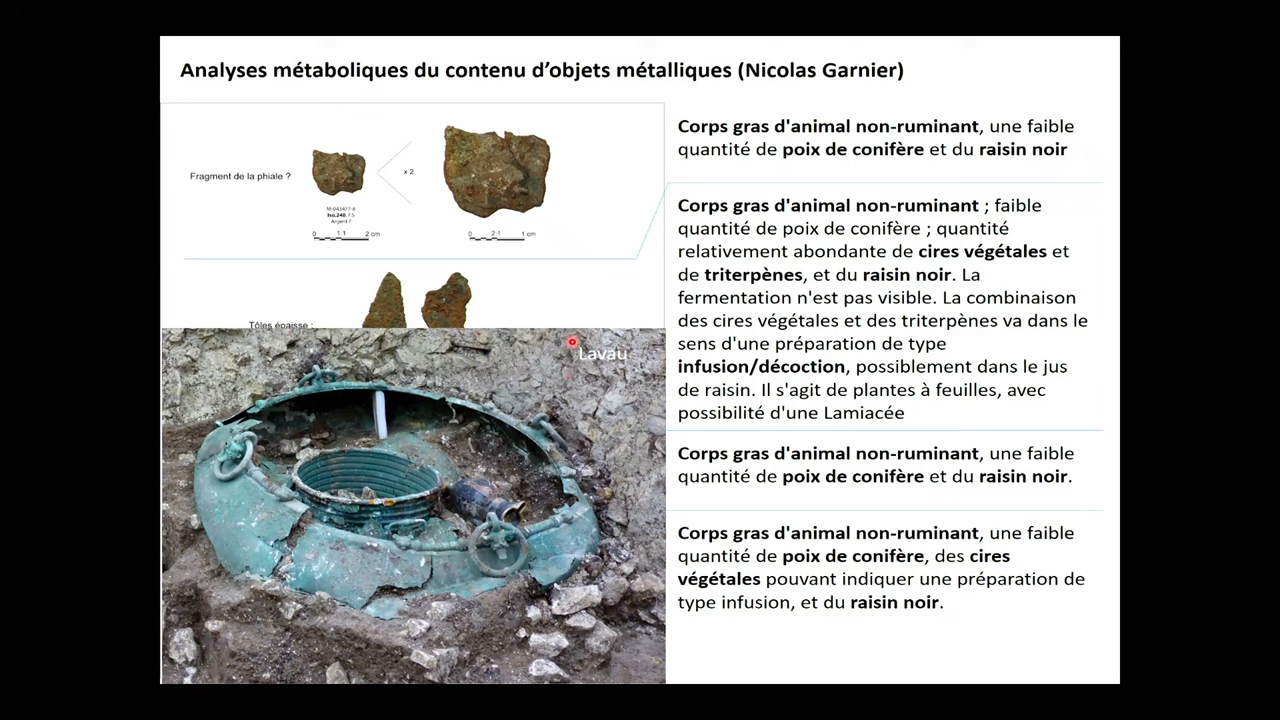 Analyses métaboliques du contenu d’objets métalliques (Nicolas Garnier)
Fragment de la phiale ?
x 2
M-043477-8
Iso.248, F.5
Argent ?
0 1:1 2 cm
0 2:1 1 cm
Tôles épaisse :
Lavau
Corps gras d'animal non-ruminant, une faible
quantité de poix de conifère et du raisin noir
Corps gras d'animal non-ruminant ; faible
quantité de poix de conifère ; quantité
relativement abondante de cires végétales et
de triterpènes, et du raisin noir. La
fermentation n'est pas visible. La combinaison
des cires végétales et des triterpènes va dans le
sens d'une préparation de type
infusion/décoction, possiblement dans le jus
de raisin. Il s'agit de plantes à feuilles, avec
possibilité d'une Lamiacée
Corps gras d'animal non-ruminant, une faible
quantité de poix de conifère et du raisin noir.
Corps gras d'animal non-ruminant, une faible
quantité de poix de conifère, des cires
végétales pouvant indiquer une préparation de
type infusion, et du raisin noir.